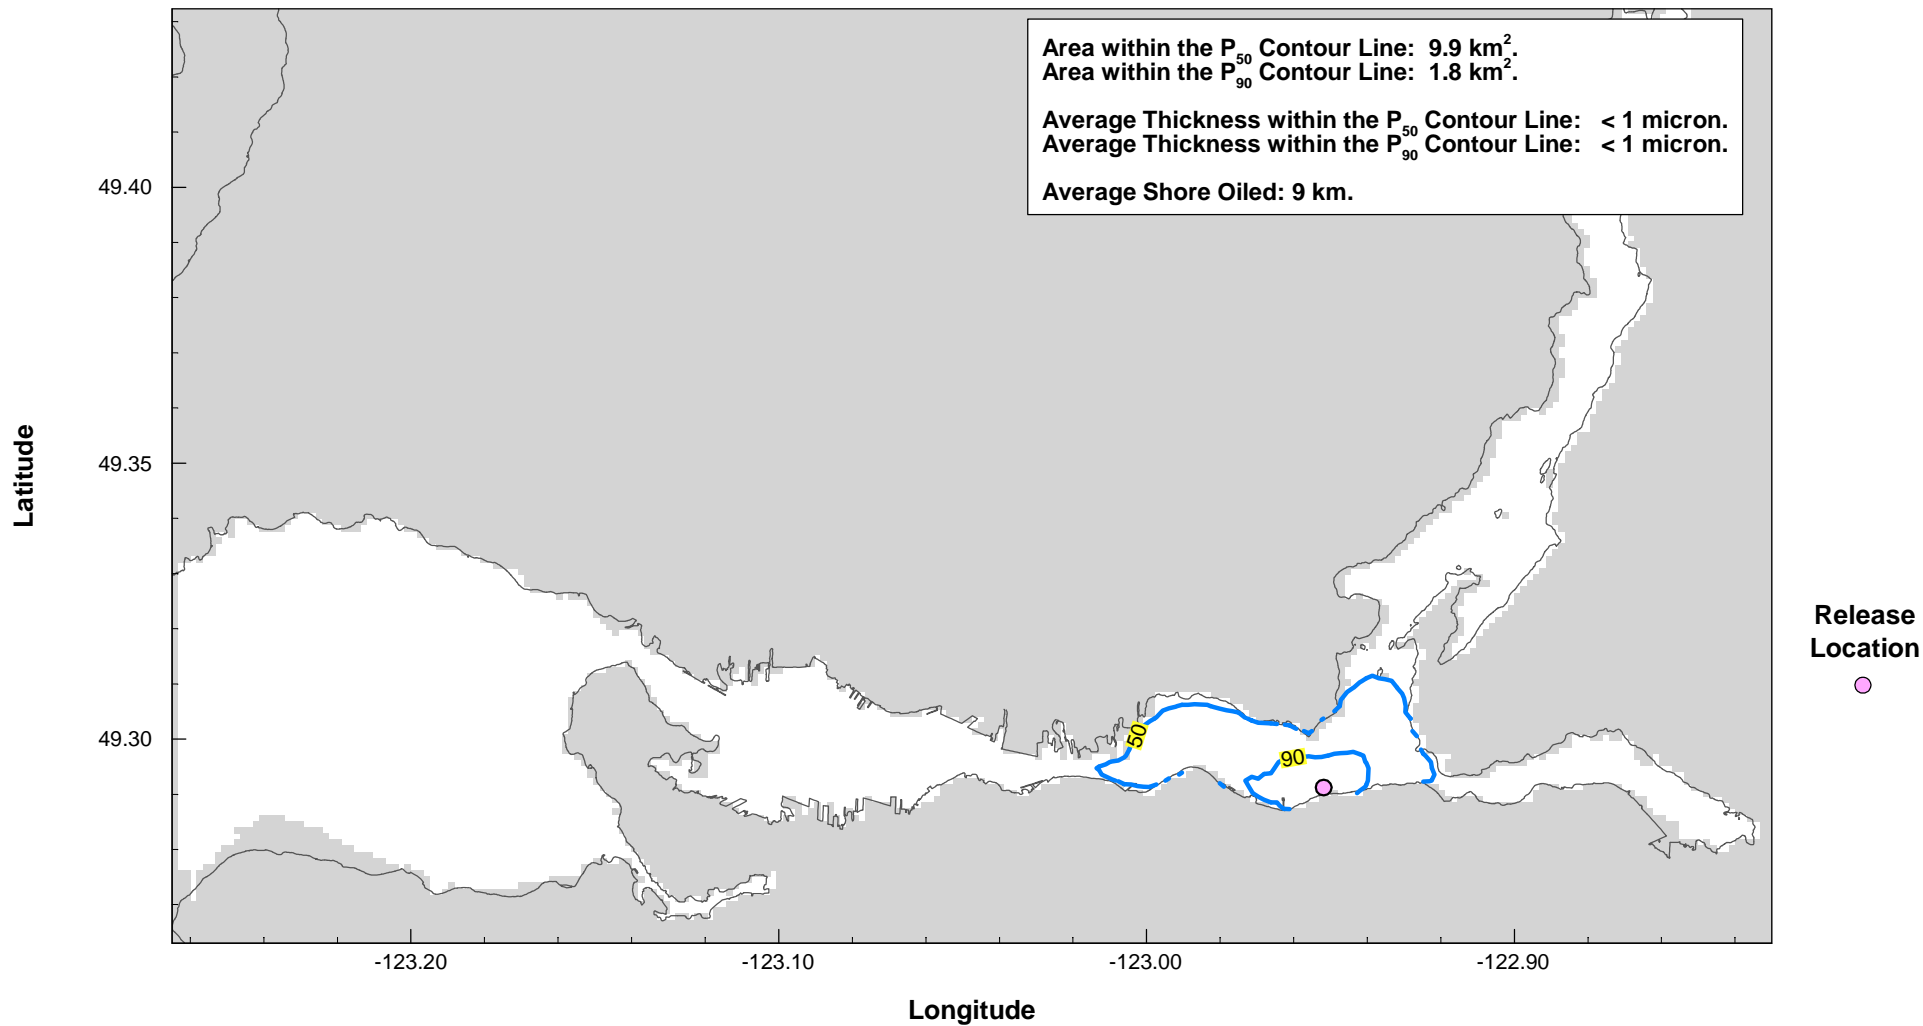 Area within the P50 Contour Line: 9.9 km2.
Area within the P90 Contour Line: 1.8 km2.
Average Thickness within the P50 Contour Line: < 1 micron.
Average Thickness within the P90 Contour Line: < 1 micron.
Average Shore Oiled: 9 km.
49.40
49.35
49.30
Latitude
50
90
Release
Location
-123.20
-123.10
-123.00
-122.90
Longitude